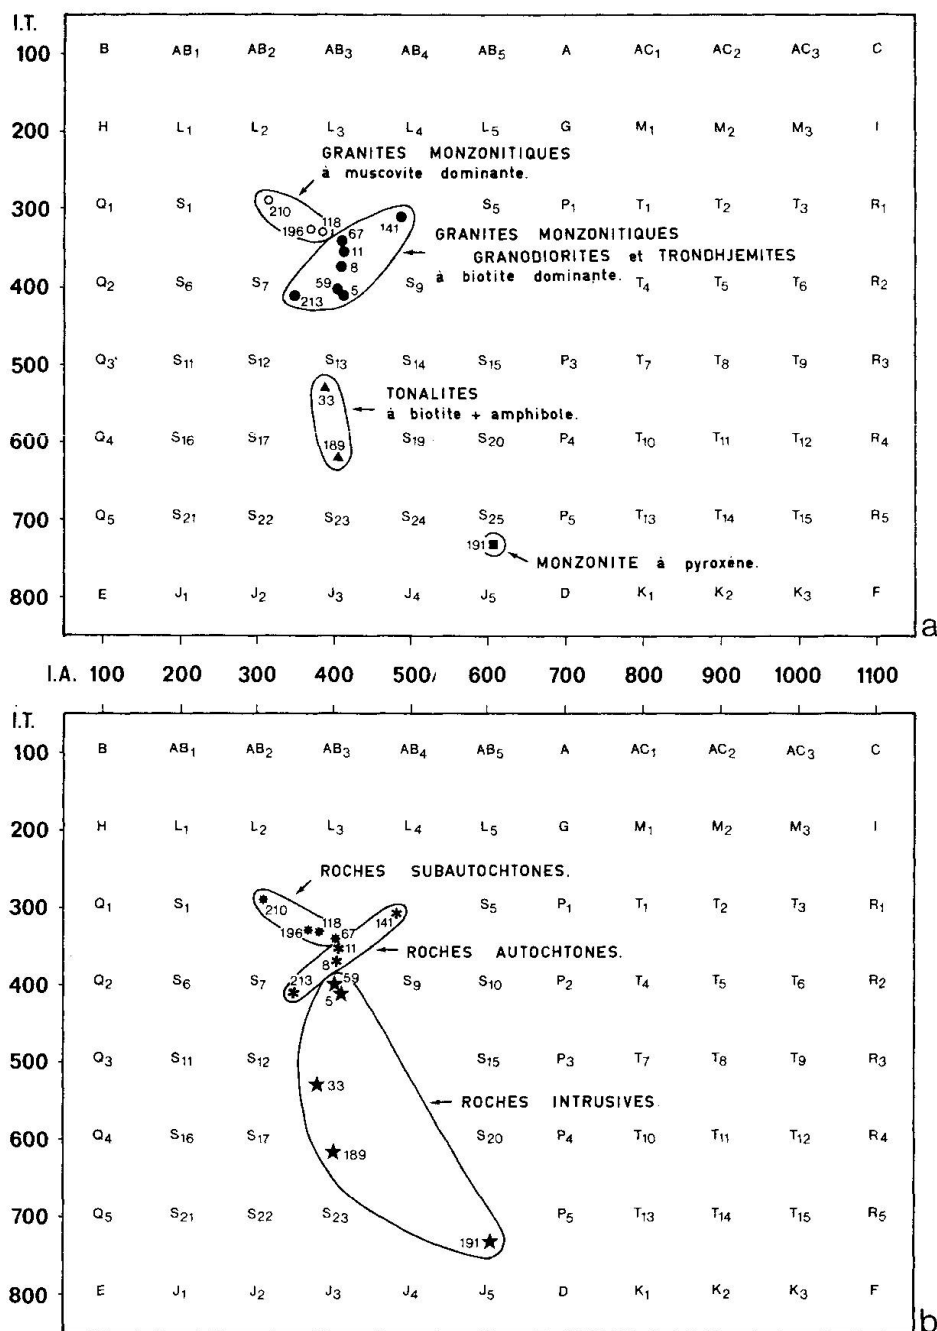 I.T.
100 B AB₁ AB₂ AB₃ AB₄ AB₅ A AC₁ AC₂ AC₃ C
200 H L₁ L₂ L₃ L₄ L₅ G M₁ M₂ M₃ I
GRANITES MONZONITIQUES
à muscovite dominante.
300 Q₁ S₁ S₅ P₁ T₁ T₂ T₃ R₁
210
196 118
67 141
GRANITES MONZONITIQUES
GRANODIORITES et TRONDHJEMITES
à biotite dominante.
11
8
400 Q₂ S₆ S₇ S₉ T₄ T₅ T₆ R₂
59
213 5
500 Q₃ S₁₁ S₁₂ S₁₃ S₁₄ S₁₅ P₃ T₇ T₈ T₉ R₃
33
TONALITES
à biotite + amphibole.
600 Q₄ S₁₆ S₁₇ 189 S₁₉ S₂₀ P₄ T₁₀ T₁₁ T₁₂ R₄
700 Q₅ S₂₁ S₂₂ S₂₃ S₂₄ S₂₅ P₅ T₁₃ T₁₄ T₁₅ R₅
191
MONZONITE à pyroxène.
800 E J₁ J₂ J₃ J₄ J₅ D K₁ K₂ K₃ F
a
I.A. 100 200 300 400 500 600 700 800 900 1000 1100
I.T.
100 B AB₁ AB₂ AB₃ AB₄ AB₅ A AC₁ AC₂ AC₃ C
200 H L₁ L₂ L₃ L₄ L₅ G M₁ M₂ M₃ I
ROCHES SUBAUTOCHTONES.
300 Q₁ S₁ S₅ P₁ T₁ T₂ T₃ R₁
210
196 118 67 141
11
ROCHES AUTOCHTONES.
8
400 Q₂ S₆ S₇ 213 59 S₉ S₁₀ P₂ T₄ T₅ T₆ R₂
5
500 Q₃ S₁₁ S₁₂ S₁₅ P₃ T₇ T₈ T₉ R₃
33
ROCHES INTRUSIVES
600 Q₄ S₁₆ S₁₇ S₂₀ P₄ T₁₀ T₁₁ T₁₂ R₄
189
700 Q₅ S₂₁ S₂₂ S₂₃ P₅ T₁₃ T₁₄ T₁₅ R₅
191
800 E J₁ J₂ J₃ J₄ J₅ D K₁ K₂ K₃ F
b